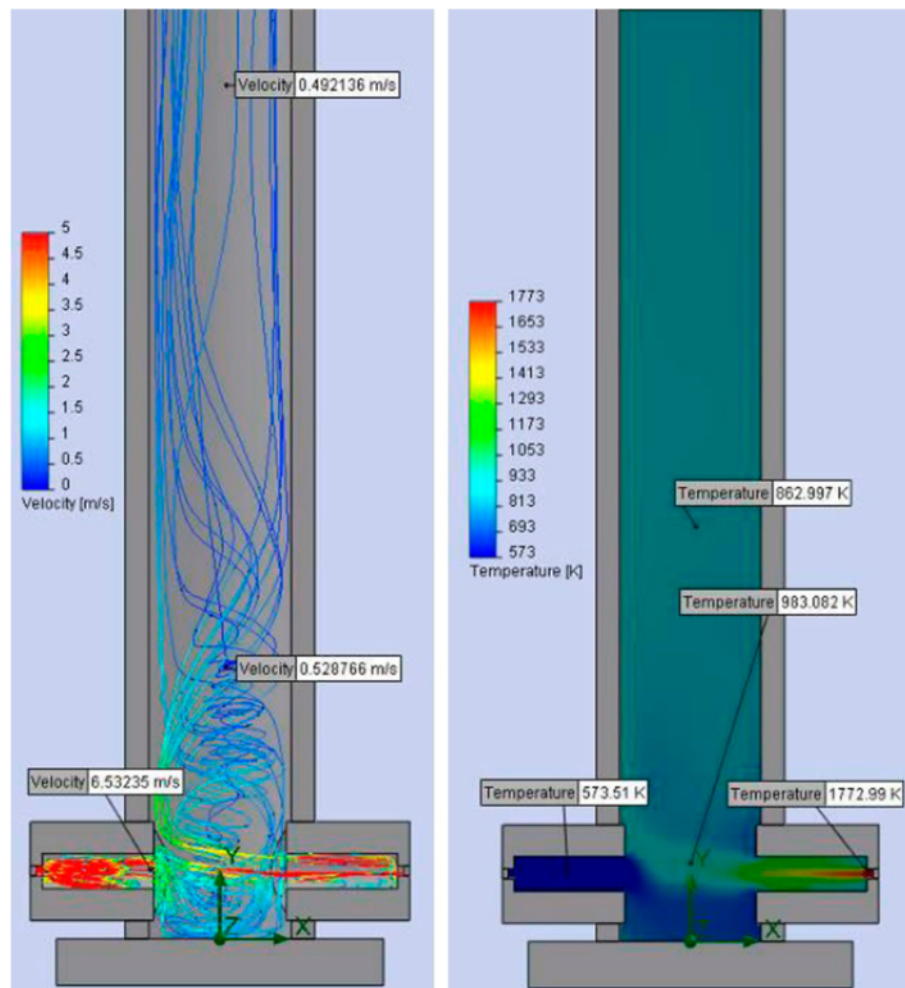 Velocity 0.492136 m/s
5
4.5
4
3.5
3
2.5
2
1.5
1
0.5
0
Velocity [m/s]
Velocity 0.528766 m/s
Velocity 6.53235 m/s
Y
Z
X
1773
1653
1533
1413
1293
1173
1053
933
813
693
573
Temperature [K]
Temperature 862.997 K
Temperature 983.082 K
Temperature 573.51 K
Temperature 1772.99 K
Y
Z
X